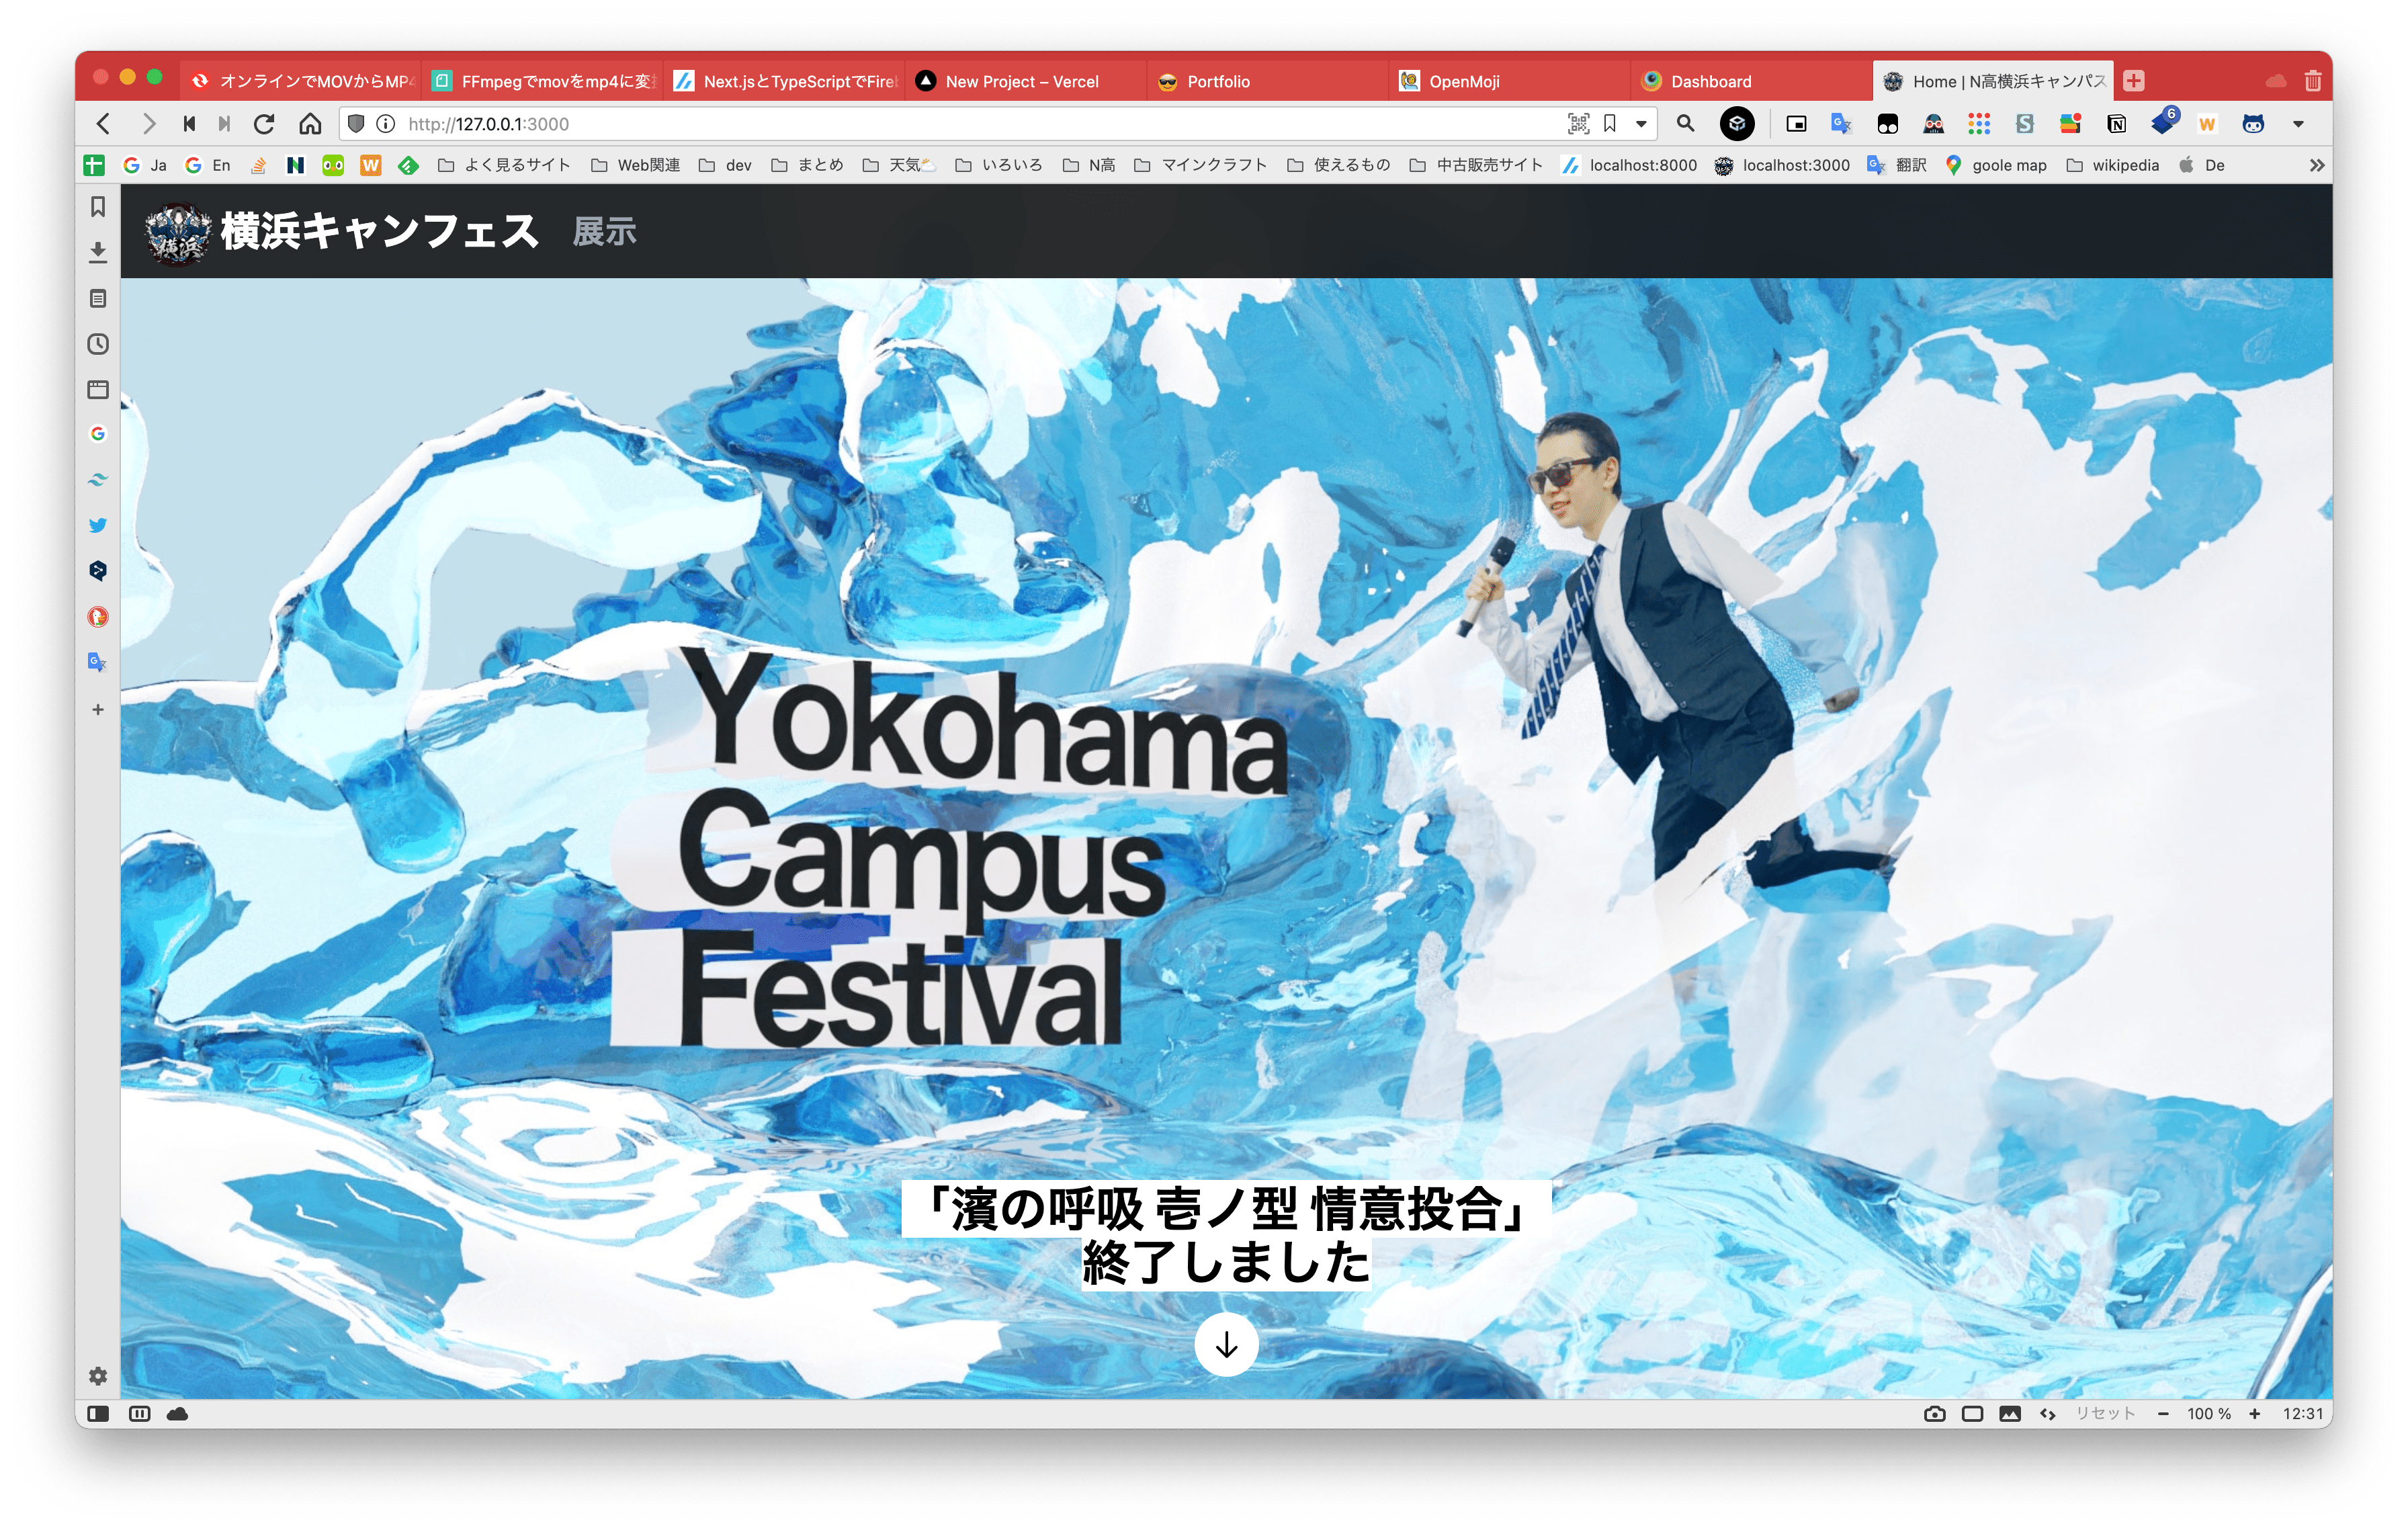 オンラインでMOVからMP4
FFmpegでmovをmp4に変
Next.jsとTypeScriptでFire
New Project – Vercel
Portfolio
OpenMoji
Dashboard
Home | N高横浜キャンパス
http://127.0.0.1:3000
6
Ja
En
よく見るサイト
Web関連
dev
まとめ
天気
いろいろ
N高
マインクラフト
使えるもの
中古販売サイト
localhost:8000
localhost:3000
翻訳
goole map
wikipedia
De
横浜
横浜キャンフェス
展示
Yokohama
Campus
Festival
「濱の呼吸 壱ノ型 情意投合」
終了しました
リセット
100 %
12:31